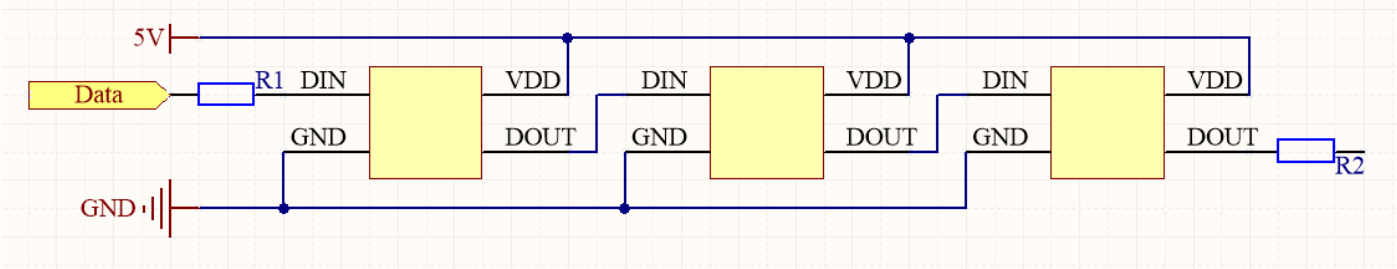 5V
Data
R1
DIN
VDD
DIN
VDD
DIN
VDD
GND
DOUT
GND
DOUT
GND
DOUT
R2
GND